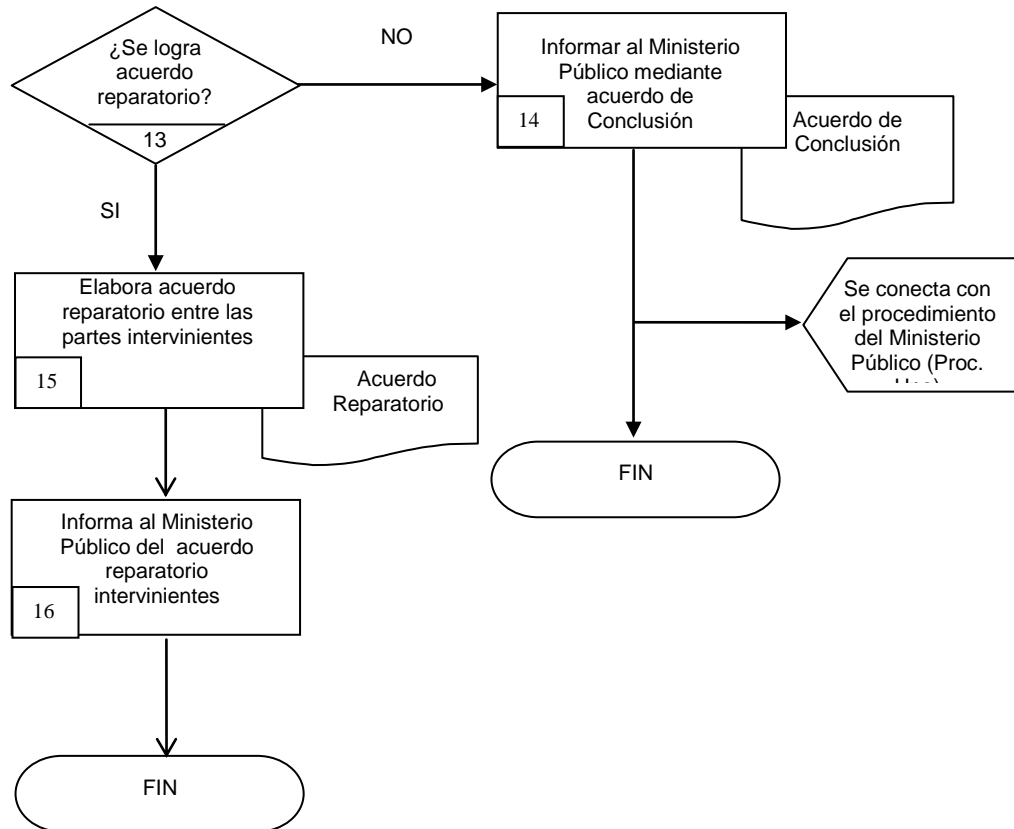 ¿Se logra
acuerdo
reparatorio?
13
NO
Informar al Ministerio
Público mediante
acuerdo de
Conclusión
14
Acuerdo de
Conclusión
SI
Elabora acuerdo
reparatorio entre las
partes intervinientes
15
Acuerdo
Reparatorio
Se conecta con
el procedimiento
del Ministerio
Público (Proc.
FIN
Informa al Ministerio
Público del acuerdo
reparatorio
intervinientes
16
FIN